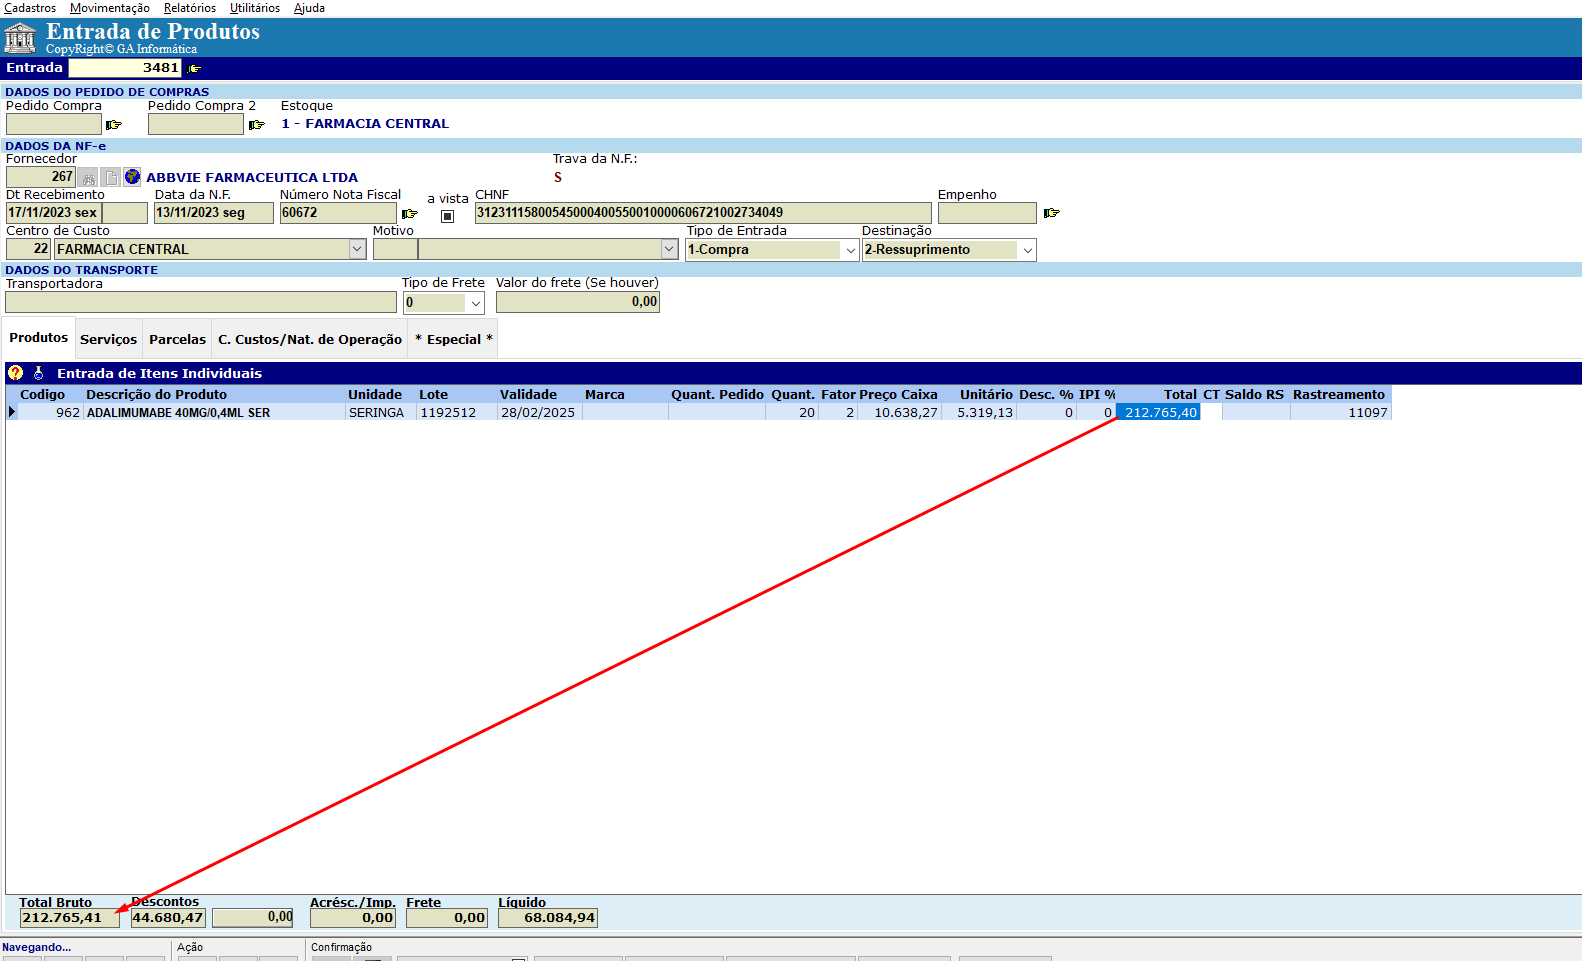 Cadastros Movimentação Relatórios Utilitários Ajuda
Entrada de Produtos
CopyRight© GA Informática
Entrada 3481
DADOS DO PEDIDO DE COMPRAS
Pedido Compra Pedido Compra 2 Estoque
1 - FARMACIA CENTRAL
DADOS DA NF-e
Fornecedor Trava da N.F.:
267 ABBVIE FARMACEUTICA LTDA S
Dt Recebimento Data da N.F. Número Nota Fiscal a vista CHNF Empenho
17/11/2023 sex 13/11/2023 seg 60672 31231115800545000400550010000606721002734049
Centro de Custo Motivo Tipo de Entrada Destinação
22 FARMACIA CENTRAL 1-Compra 2-Ressuprimento
DADOS DO TRANSPORTE
Transportadora Tipo de Frete Valor do frete (Se houver)
0 0,00
Produtos Serviços Parcelas C. Custos/Nat. de Operação * Especial *
Entrada de Itens Individuais
Codigo Descrição do Produto Unidade Lote Validade Marca Quant. Pedido Quant. Fator Preço Caixa Unitário Desc. % IPI % Total CT Saldo RS Rastreamento
962 ADALIMUMABE 40MG/0,4ML SER SERINGA 1192512 28/02/2025 20 2 10.638,27 5.319,13 0 0 212.765,40 11097
Total Bruto Descontos Acrésc./Imp. Frete Líquido
212.765,41 44.680,47 0,00 0,00 0,00 68.084,94
Navegando... Ação Confirmação